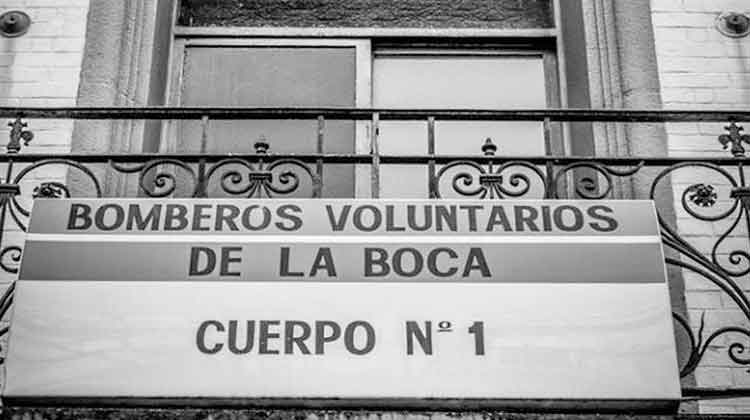 BOMBEROS VOLUNTARIOS
DE LA BOCA
CUERPO Nº 1